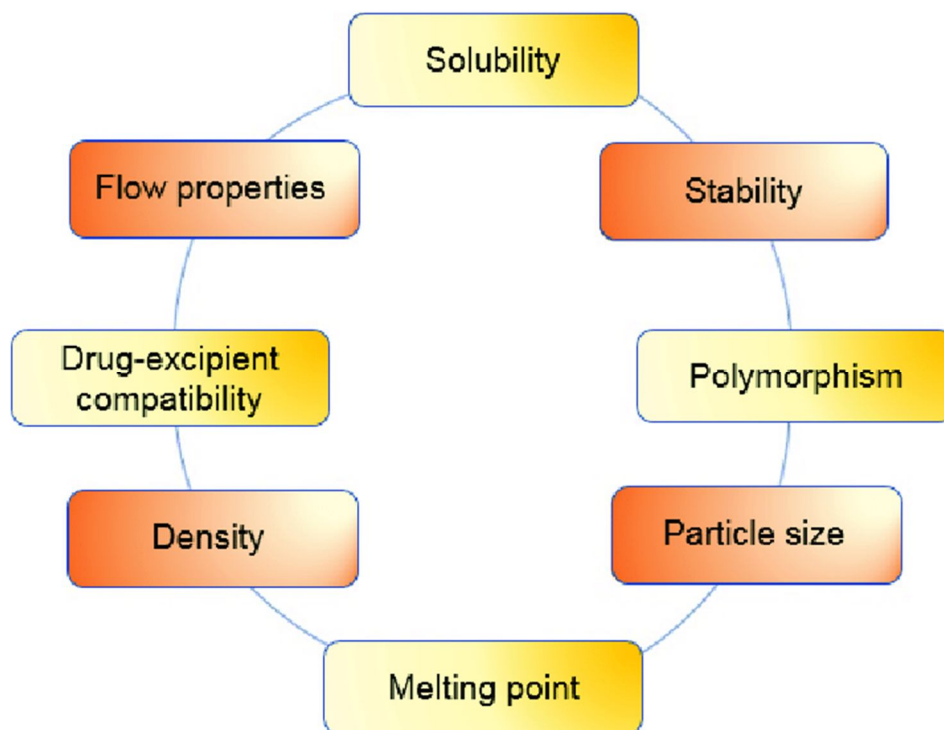 Solubility
Stability
Polymorphism
Particle size
Melting point
Density
Drug-excipient
compatibility
Flow properties